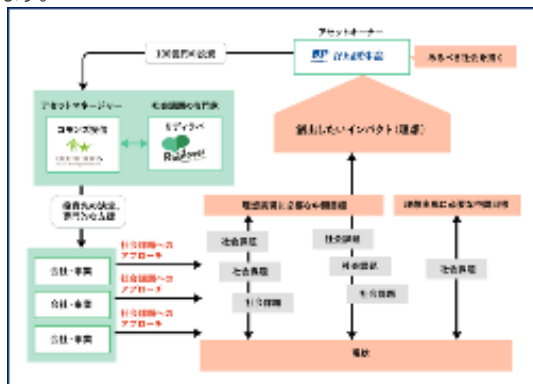 ます。
アセットオーナー
100億円の投資
あるべき社会を描く
アセットマネージャー
社会課題の専門家
コモンズ投信
リディラバ
Ridilover
創出したいインパクト(理想)
投資先の決定、
専門的な支援
理想実現に必要な中間目標
理想実現に必要な中間目標
社会課題への
アプローチ
会社・事業
社会課題への
アプローチ
会社・事業
社会課題への
アプローチ
会社・事業
社会課題
社会課題
社会課題
社会課題
社会課題
社会課題
社会課題
現状